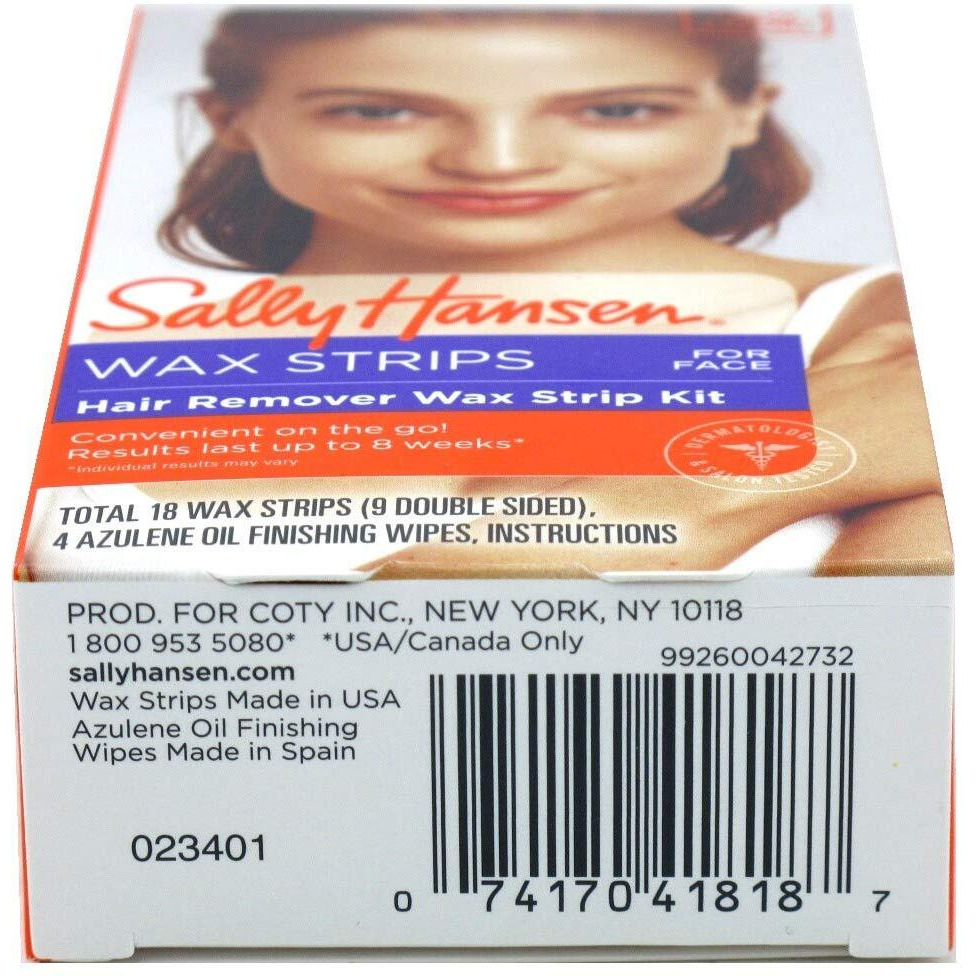 Sally Hansen®
WAX STRIPS
FOR
FACE
Hair Remover Wax Strip Kit
Convenient on the go!
Results last up to 8 weeks*
*Individual results may vary
DERMATOLOGIST
& SALON TESTED
TOTAL 18 WAX STRIPS (9 DOUBLE SIDED),
4 AZULENE OIL FINISHING WIPES, INSTRUCTIONS
PROD. FOR COTY INC., NEW YORK, NY 10118
1 800 953 5080* *USA/Canada Only
99260042732
sallyhansen.com
Wax Strips Made in USA
Azulene Oil Finishing
Wipes Made in Spain
023401
0 74170 41818 7